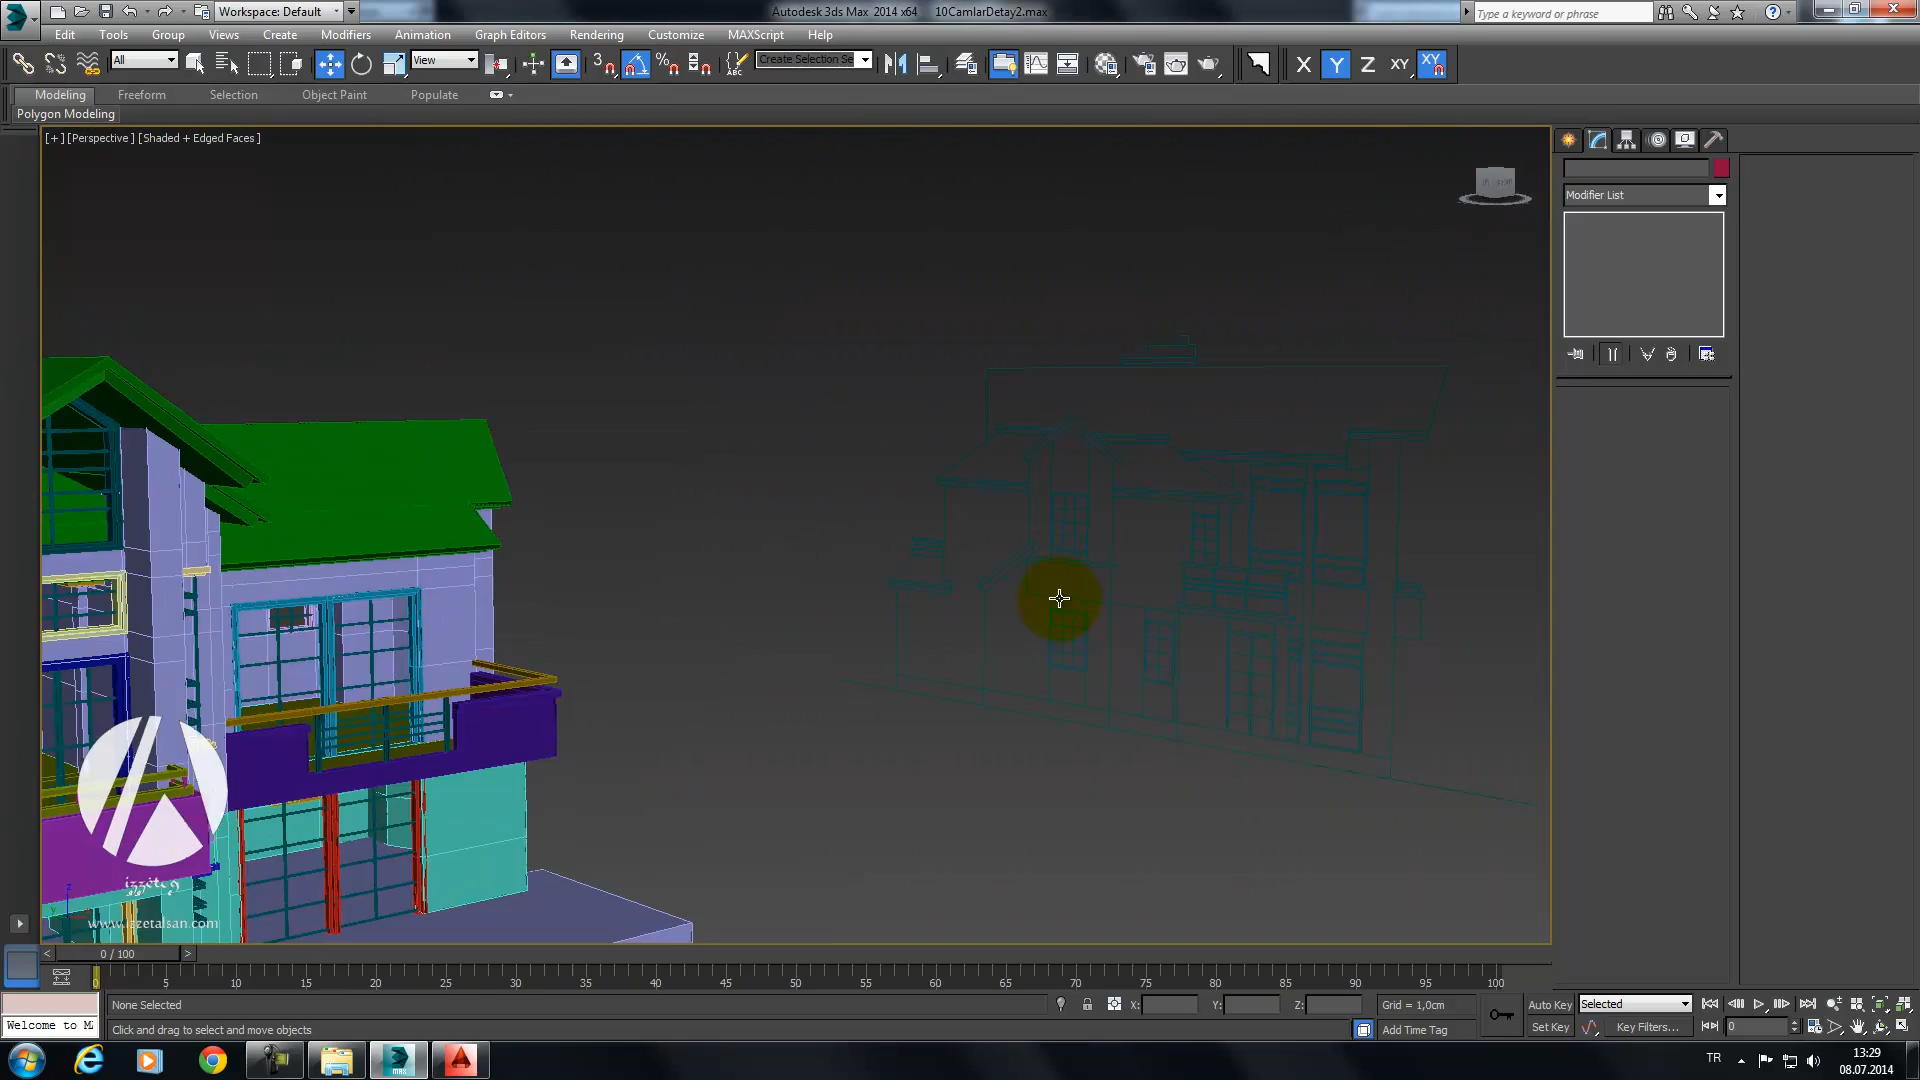 Workspace: Default
Autodesk 3ds Max 2014 x64 10CamlarDetay2.max
Type a keyword or phrase
Edit Tools Group Views Create Modifiers Animation Graph Editors Rendering Customize MAXScript Help
All
View
3
Create Selection Se
X Y Z XY XY
Modeling Freeform Selection Object Paint Populate
Polygon Modeling
[+] [Perspective] [Shaded + Edged Faces]
Modifier List
izzet
www.izzetalsan.com
0 / 100
0 5 10 15 20 25 30 35 40 45 50 55 60 65 70 75 80 85 90 95 100
None Selected
X: Y: Z: Grid = 1,0cm
Auto Key Selected
Welcome to M
Click and drag to select and move objects
Add Time Tag
Set Key Key Filters...
0
MAX
TR
13:29
08.07.2014